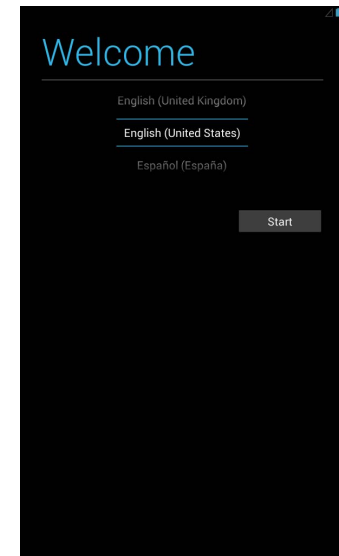 Welcome
English (United Kingdom)
English (United States)
Español (España)
Start